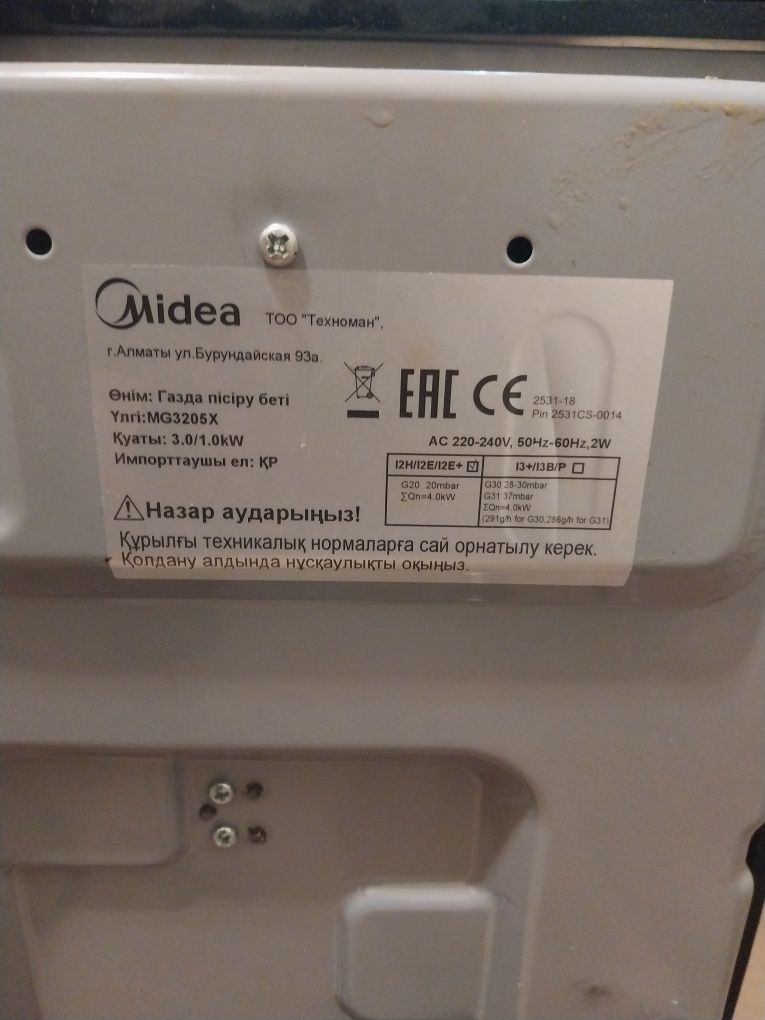 Midea ТОО "Техноман",
г.Алматы ул.Бурундайская 93а.
Өнім: Газда пісіру беті
Үлгі:MG3205X
Қуаты: 3.0/1.0kW
Импорттаушы ел: ҚР
EAC CE
2531-18
Pin 2531CS-0014
AC 220-240V, 50Hz-60Hz,2W
I2H/I2E/I2E+ ☑
G20 20mbar
∑Qn=4.0kW
I3+/I3B/P ☐
G30 28-30mbar
G31 37mbar
∑Qn=4.0kW
(291g/h for G30,286g/h for G31)
Назар аударыңыз!
Құрылғы техникалық нормаларға сай орнатылу керек.
Қолдану алдында нұсқаулықты оқыңыз.